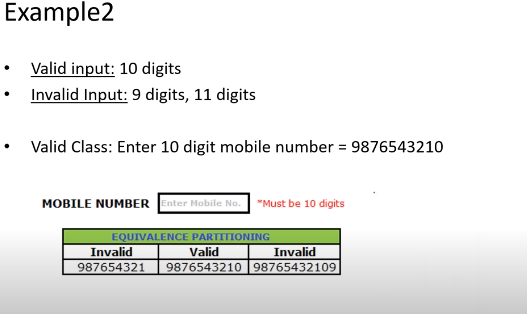 Example2
• Valid input: 10 digits
• Invalid Input: 9 digits, 11 digits
• Valid Class: Enter 10 digit mobile number = 9876543210
MOBILE NUMBER Enter Mobile No. *Must be 10 digits
EQUIVALENCE PARTITIONING
Invalid Valid Invalid
987654321 9876543210 98765432109